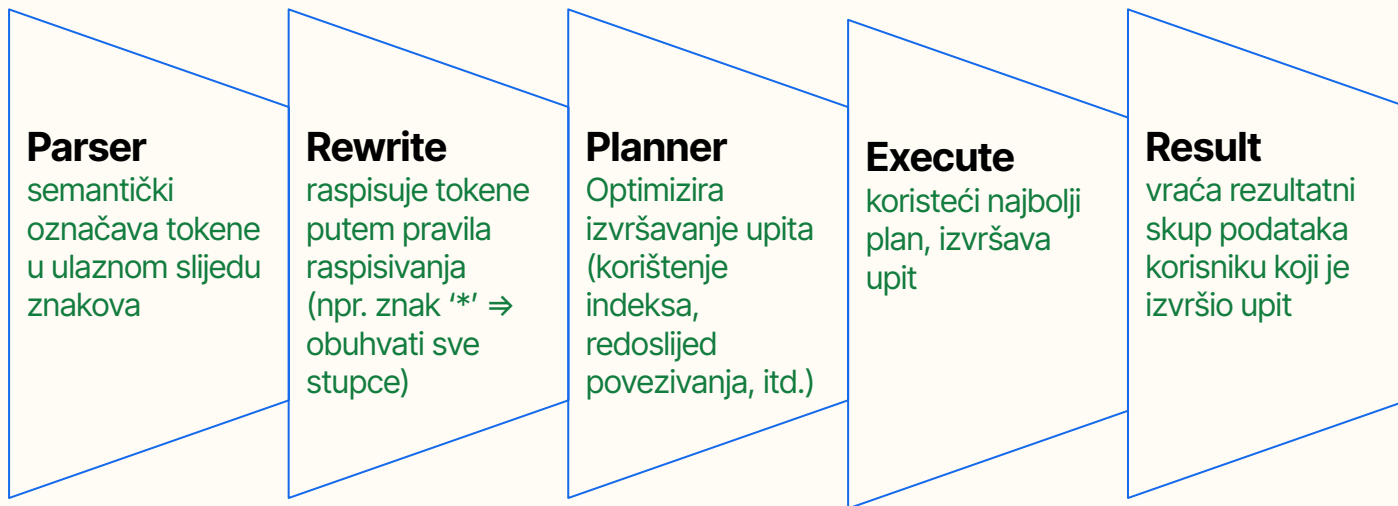 Parser
semantički
označava tokene
u ulaznom slijedu
znakova
Rewrite
raspisuje tokene
putem pravila
raspisivanja
(npr. znak ‘*’ ⇒
obuhvati sve
stupce)
Planner
Optimizira
izvršavanje upita
(korištenje
indeksa,
redoslijed
povezivanja, itd.)
Execute
koristeći najbolji
plan, izvršava
upit
Result
vraća rezultatni
skup podataka
korisniku koji je
izvršio upit